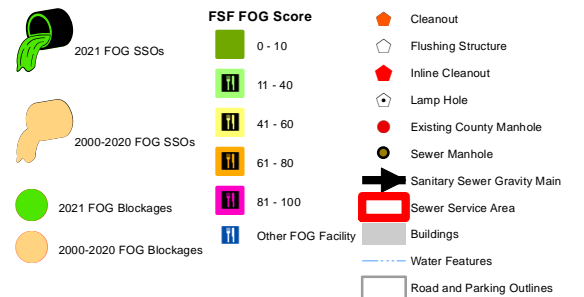 2021 FOG SSOs
2000-2020 FOG SSOs
2021 FOG Blockages
2000-2020 FOG Blockages
FSF FOG Score
0 - 10
11 - 40
41 - 60
61 - 80
81 - 100
Other FOG Facility
Cleanout
Flushing Structure
Inline Cleanout
Lamp Hole
Existing County Manhole
Sewer Manhole
Sanitary Sewer Gravity Main
Sewer Service Area
Buildings
Water Features
Road and Parking Outlines